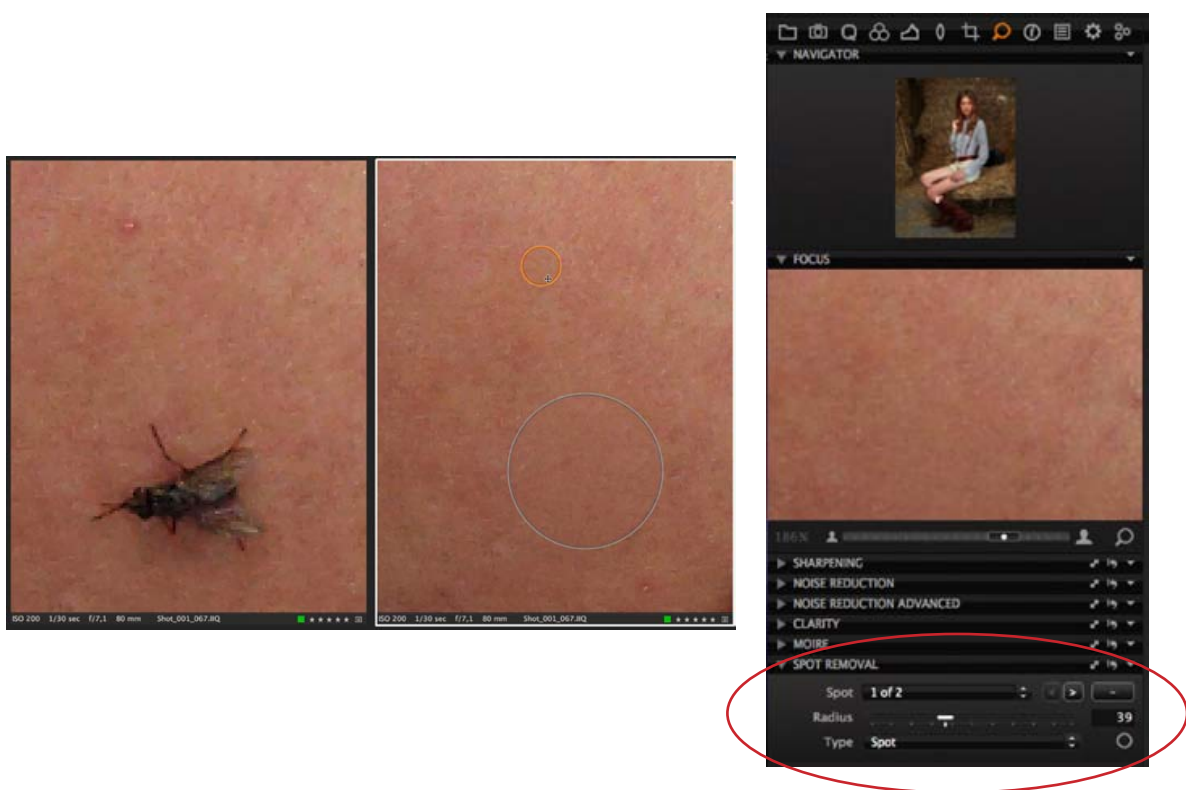 NAVIGATOR
FOCUS
186%
SHARPENING
NOISE REDUCTION
NOISE REDUCTION ADVANCED
CLARITY
MOIRE
SPOT REMOVAL
Spot 1 of 2
Radius 39
Type Spot
ISO 200 1/30 sec f/7,1 80 mm Shot_001_067.IIQ
ISO 200 1/30 sec f/7,1 80 mm Shot_001_067.IIQ